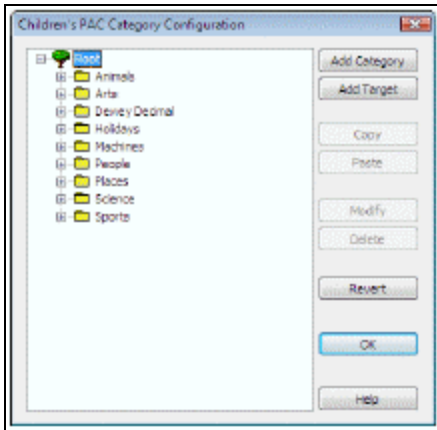 Children's PAC Category Configuration
Root
Animals
Arts
Dewey Decimal
Holidays
Machines
People
Places
Science
Sports
Add Category
Add Target
Copy
Paste
Modify
Delete
Revert
OK
Help